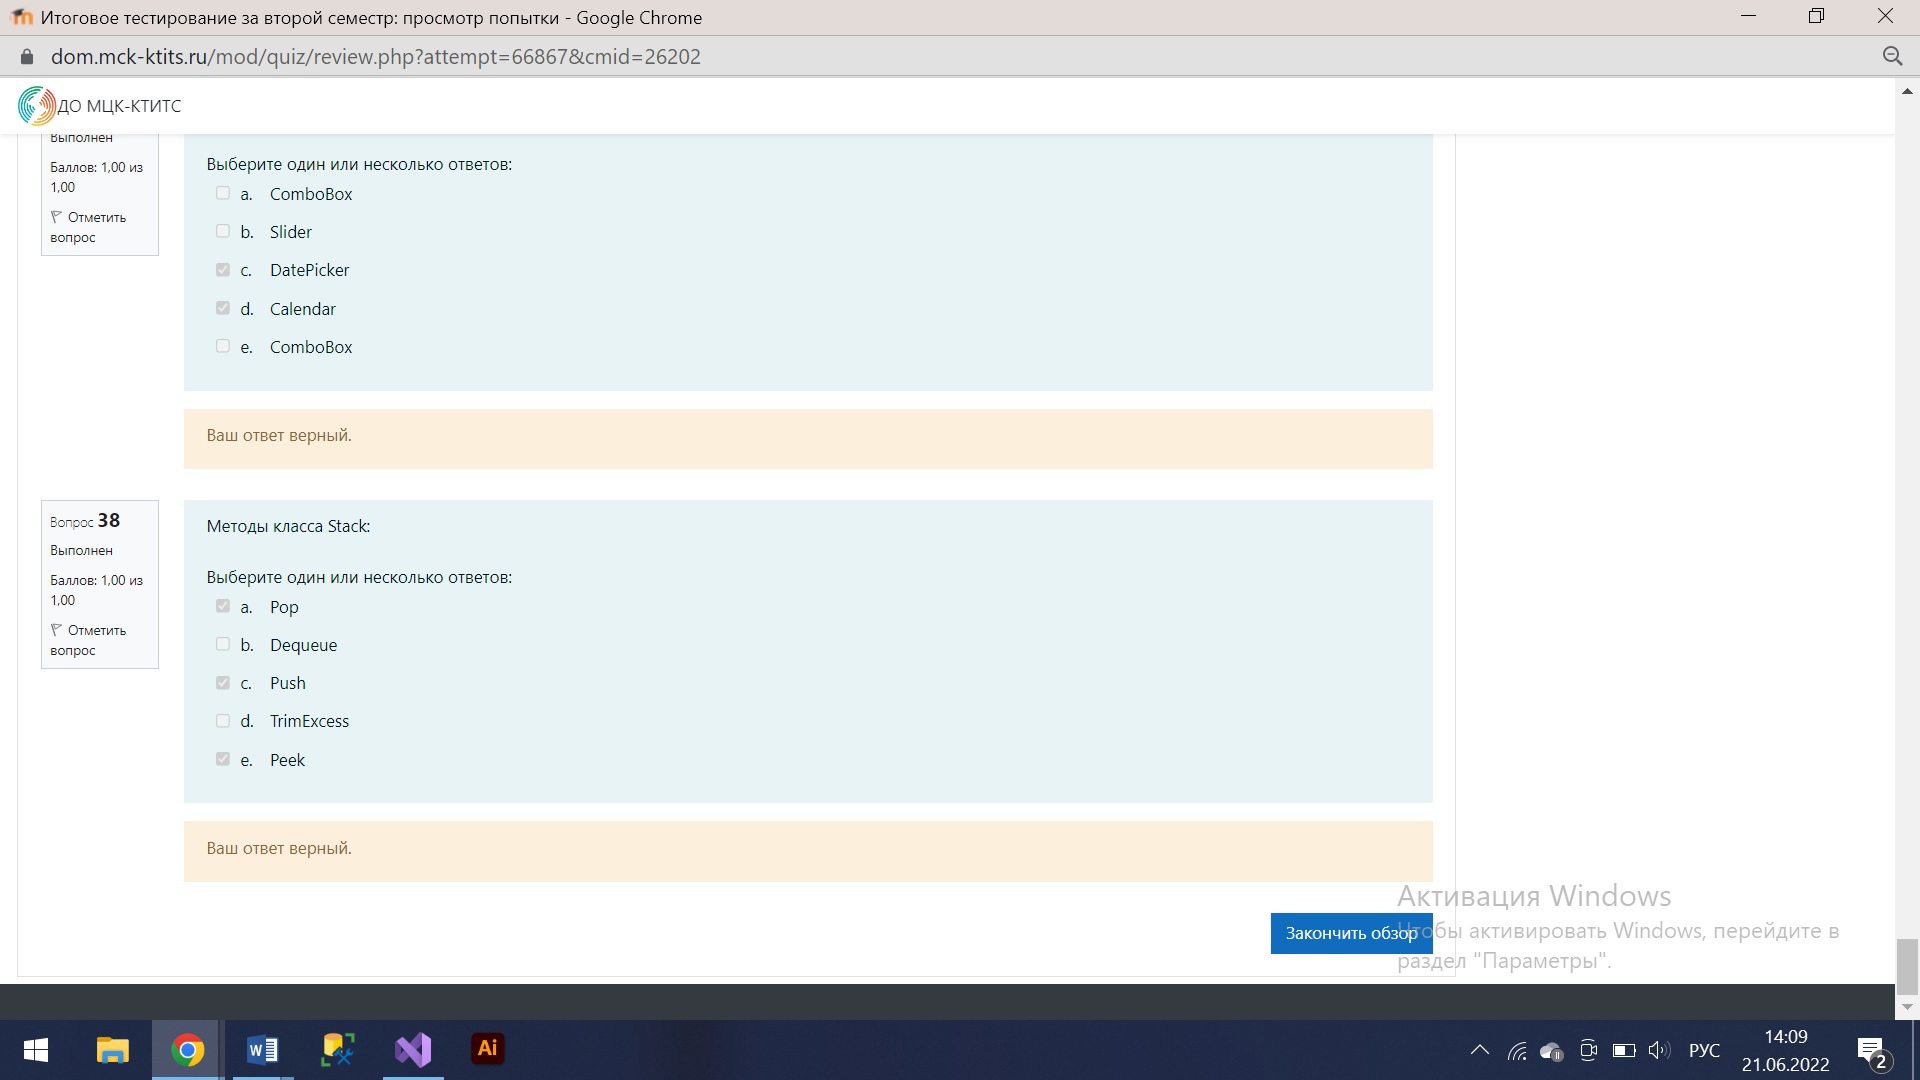 Итоговое тестирование за второй семестр: просмотр попытки - Google Chrome
dom.mck-ktits.ru/mod/quiz/review.php?attempt=66867&cmid=26202
ДО МЦК-КТИТС
Выполнен
Баллов: 1,00 из
1,00
Отметить
вопрос
Выберите один или несколько ответов:
a. ComboBox
b. Slider
c. DatePicker
d. Calendar
e. ComboBox
Ваш ответ верный.
Вопрос 38
Выполнен
Баллов: 1,00 из
1,00
Отметить
вопрос
Методы класса Stack:
Выберите один или несколько ответов:
a. Pop
b. Dequeue
c. Push
d. TrimExcess
e. Peek
Ваш ответ верный.
Закончить обзор
Активация Windows
Чтобы активировать Windows, перейдите в
раздел "Параметры".
Ai
РУС
14:09
21.06.2022
2